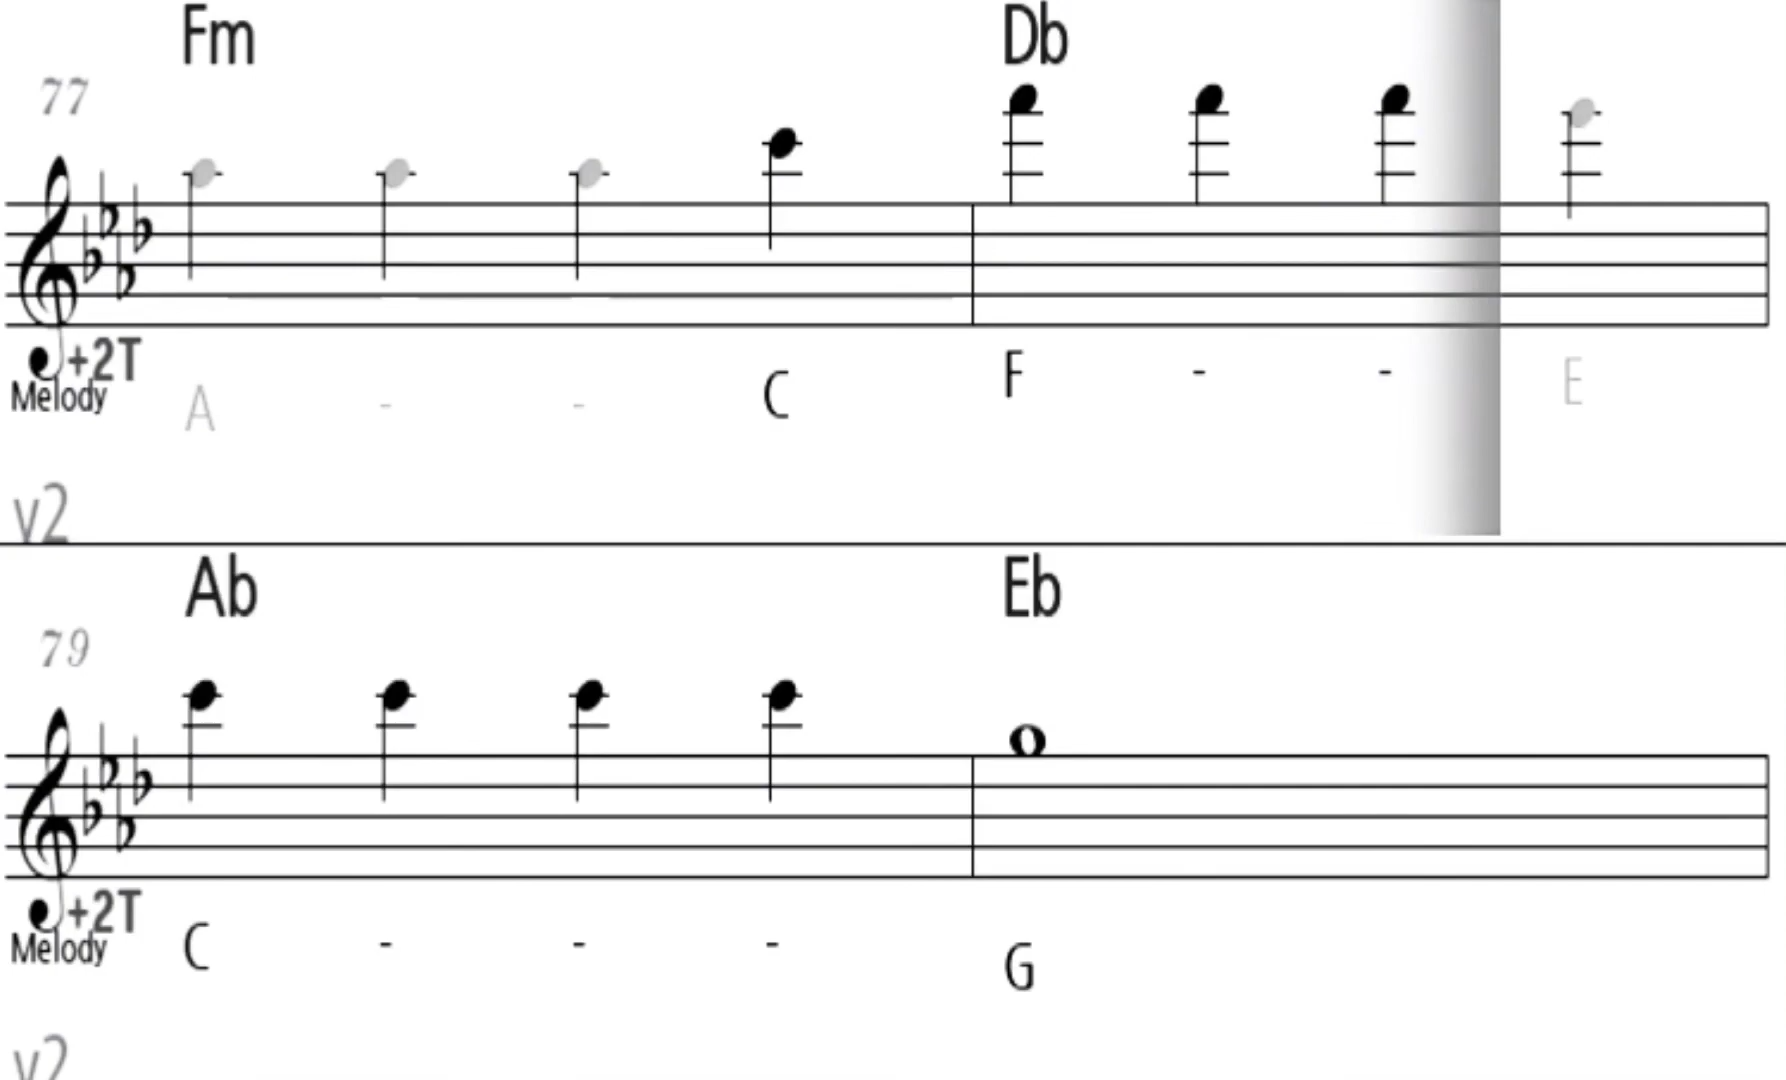 Fm Db
77
+2T
Melody A - - C F - - E
v2
Ab Eb
79
+2T
Melody C - - - G
v2